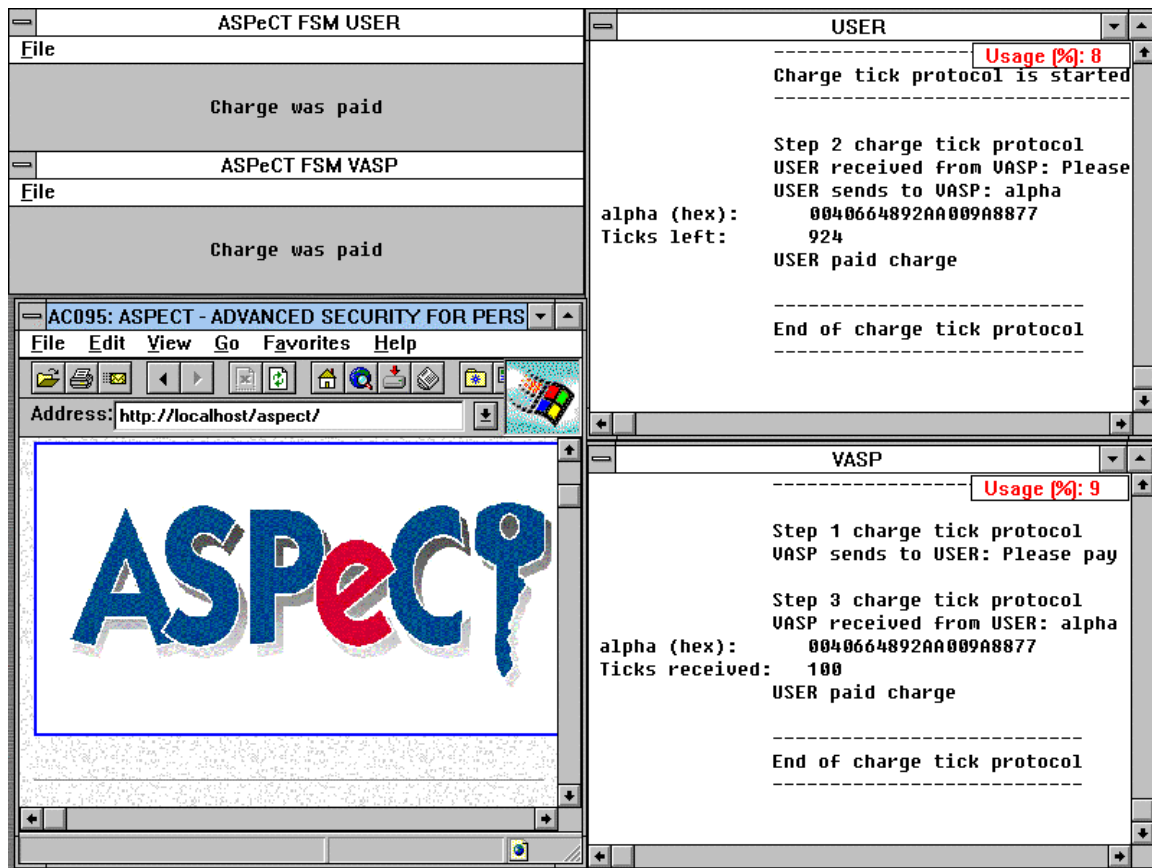 ASPeCT FSM USER
File
Charge was paid
ASPeCT FSM VASP
File
Charge was paid
AC095: ASPECT - ADVANCED SECURITY FOR PERS
File Edit View Go Favorites Help
Address: http://localhost/aspect/
ASPeCT
USER
Usage (%): 8
--------------------
Charge tick protocol is started
-------------------------------
Step 2 charge tick protocol
USER received from VASP: Please
USER sends to VASP: alpha
alpha (hex): 0040664892AA009A8877
Ticks left: 924
USER paid charge
---------------------------
End of charge tick protocol
---------------------------
VASP
Usage (%): 9
--------------------
Step 1 charge tick protocol
VASP sends to USER: Please pay
Step 3 charge tick protocol
VASP received from USER: alpha
alpha (hex): 0040664892AA009A8877
Ticks received: 100
USER paid charge
---------------------------
End of charge tick protocol
---------------------------